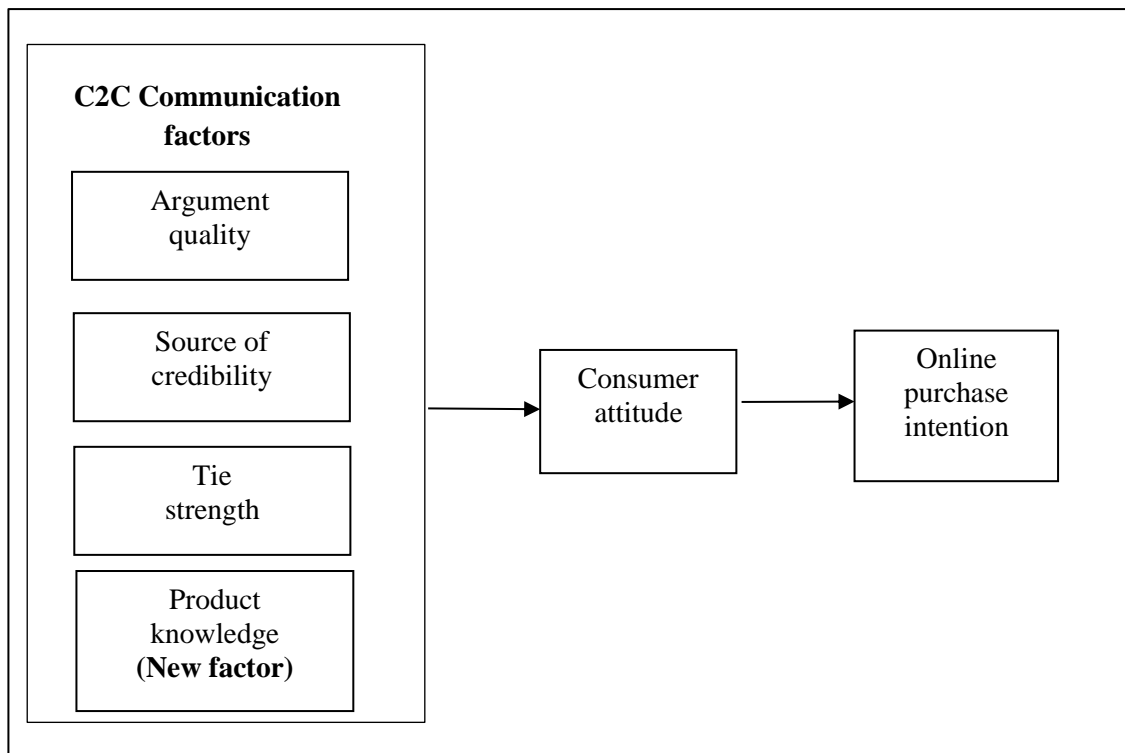 C2C Communication
factors
Argument
quality
Source of
credibility
Tie
strength
Product
knowledge
(New factor)
Consumer
attitude
Online
purchase
intention